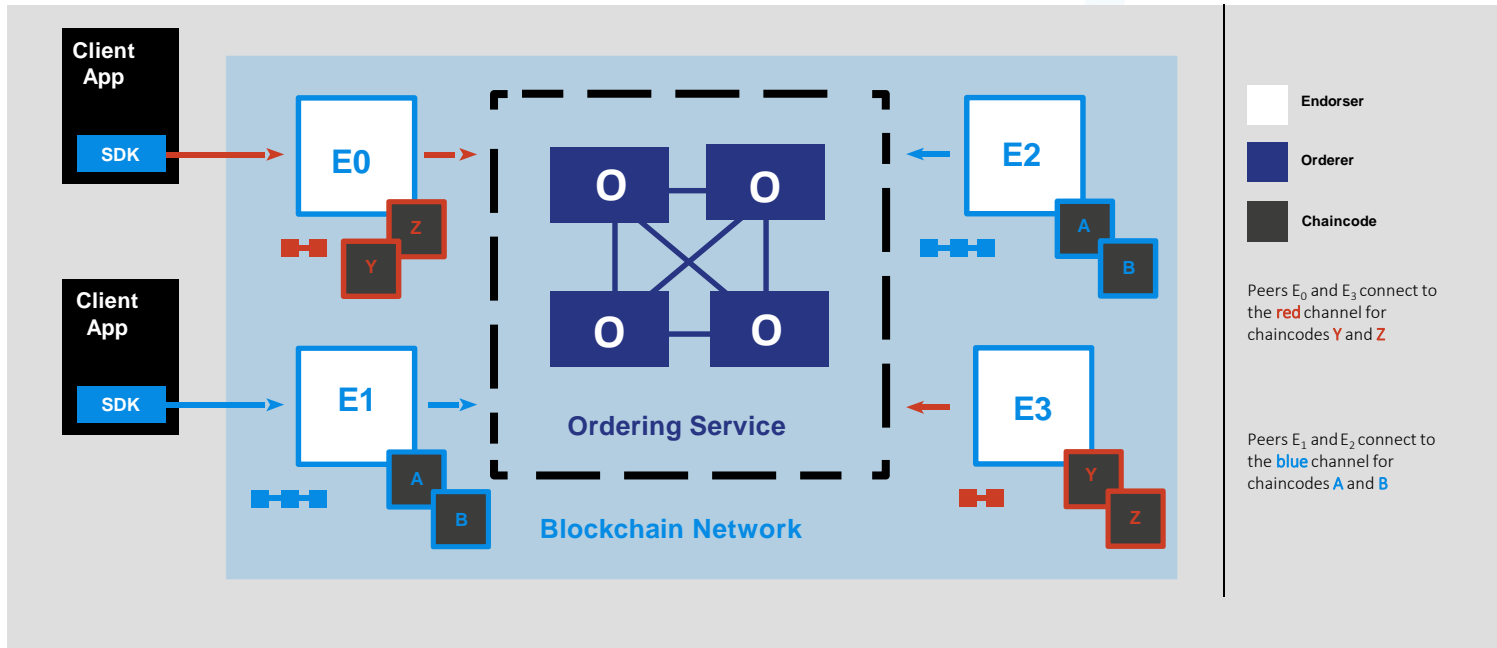 Client
App
SDK
E0
Z
Y
Client
App
SDK
E1
A
B
O
O
O
O
Ordering Service
Blockchain Network
E2
A
B
E3
Y
Z
Endorser
Orderer
Chaincode
Peers E₀ and E₃ connect to
the red channel for
chaincodes Y and Z
Peers E₁ and E₂ connect to
the blue channel for
chaincodes A and B